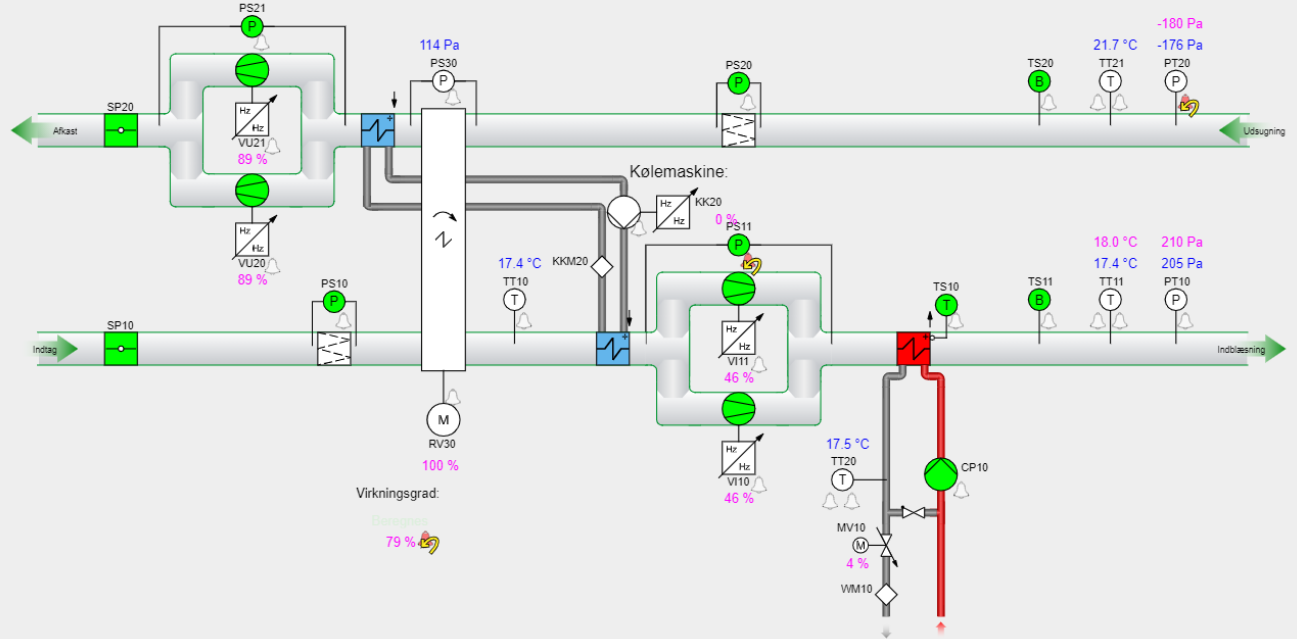 PS21
P
114 Pa
PS30
P
PS20
P
-180 Pa
21.7 °C
-176 Pa
TS20
TT21
PT20
B
T
P
SP20
Hz
Hz
VU21
89 %
Afkast
Udsugning
Kølemaskine:
Hz
Hz
KK20
0 %
Hz
Hz
VU20
89 %
PS11
P
17.4 °C
KKM20
TT10
T
PS10
P
18.0 °C
210 Pa
17.4 °C
205 Pa
TS10
TS11
TT11
PT10
T
B
T
P
SP10
Indtag
Indblæsning
Hz
Hz
VI11
46 %
M
RV30
100 %
Hz
Hz
VI10
46 %
17.5 °C
TT20
T
CP10
Virkningsgrad:
79 %
MV10
M
4 %
WM10